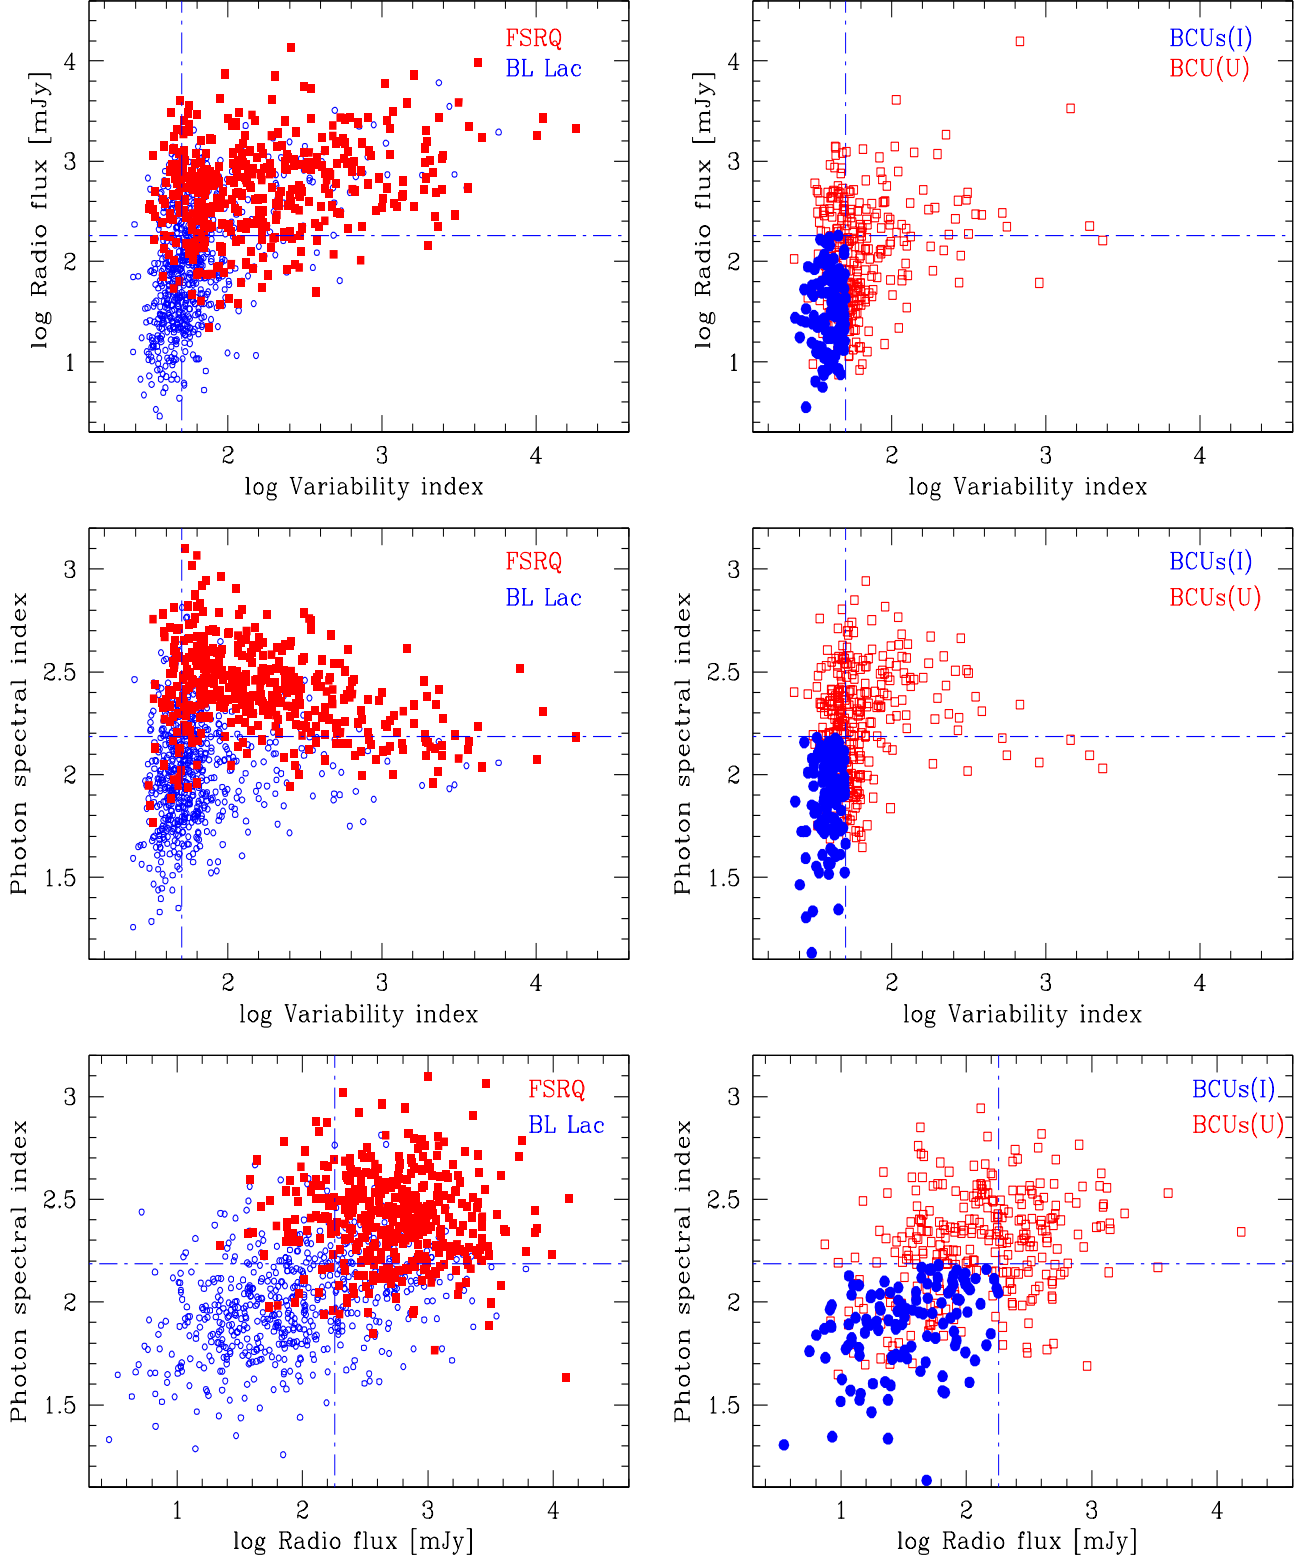 FSRQ
BL Lac
4
3
2
1
log Radio flux [mJy]
2 3 4
log Variability index
BCUs(I)
BCU(U)
4
3
2
1
log Radio flux [mJy]
2 3 4
log Variability index
FSRQ
BL Lac
3
2.5
2
1.5
Photon spectral index
2 3 4
log Variability index
BCUs(I)
BCUs(U)
3
2.5
2
1.5
Photon spectral index
2 3 4
log Variability index
FSRQ
BL Lac
3
2.5
2
1.5
Photon spectral index
1 2 3 4
log Radio flux [mJy]
BCUs(I)
BCUs(U)
3
2.5
2
1.5
Photon spectral index
1 2 3 4
log Radio flux [mJy]